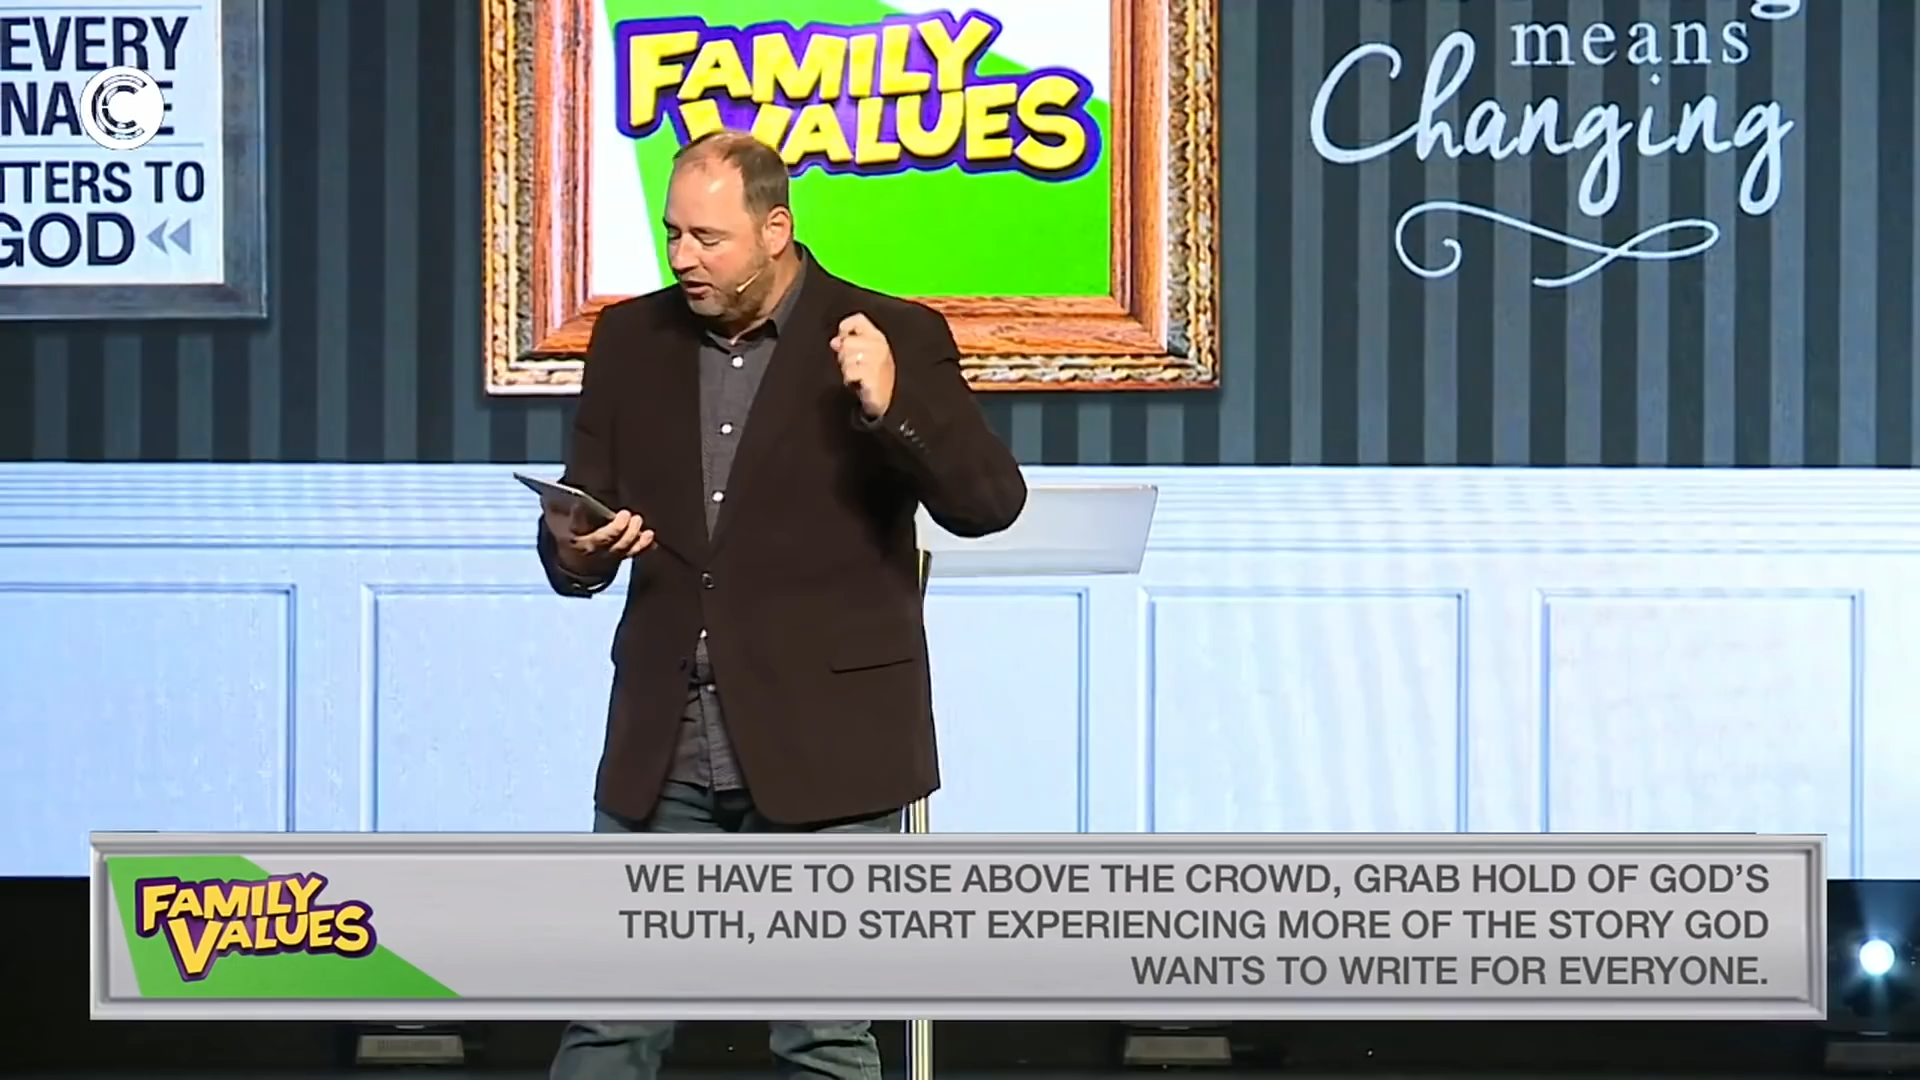 EVERY
TTERS TO
GOD
FAMILY
VALUES
means
Changing
FAMILY
VALUES
WE HAVE TO RISE ABOVE THE CROWD, GRAB HOLD OF GOD'S
TRUTH, AND START EXPERIENCING MORE OF THE STORY GOD
WANTS TO WRITE FOR EVERYONE.